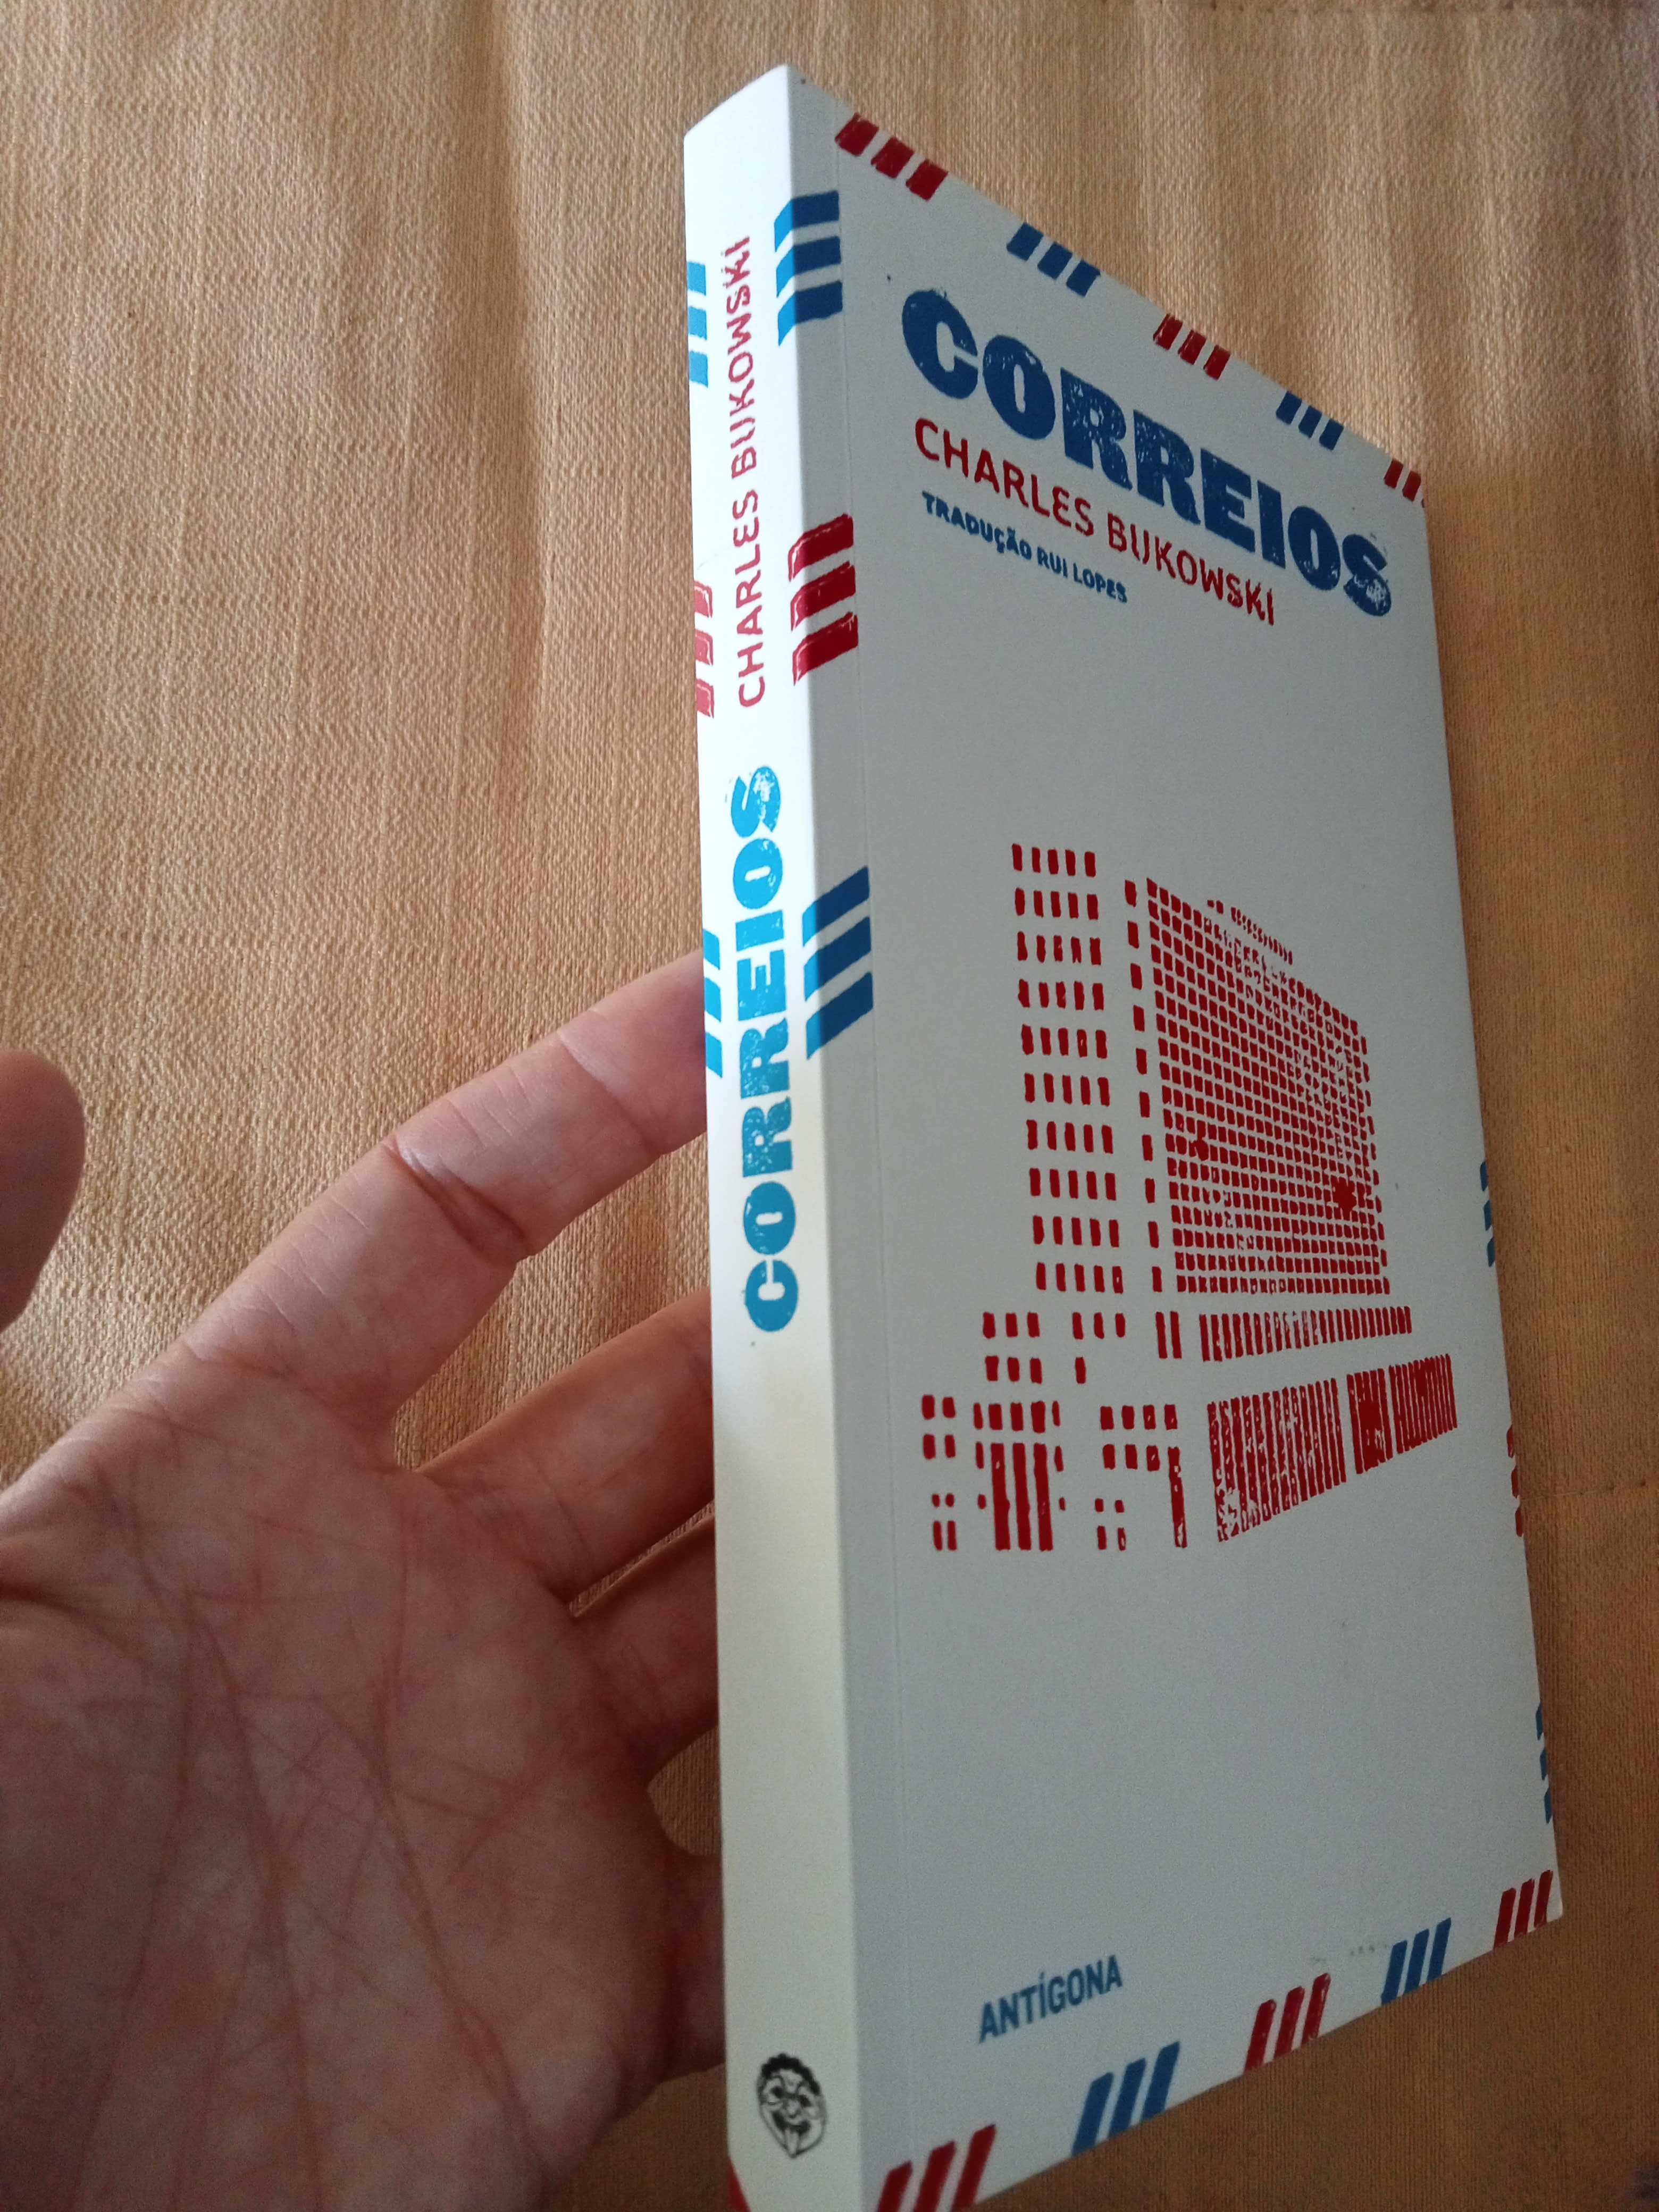 CORREIOS
CHARLES BUKOWSKI
TRADUÇÃO RUI LOPES
ANTÍGONA
CORREIOS CHARLES BUKOWSKI